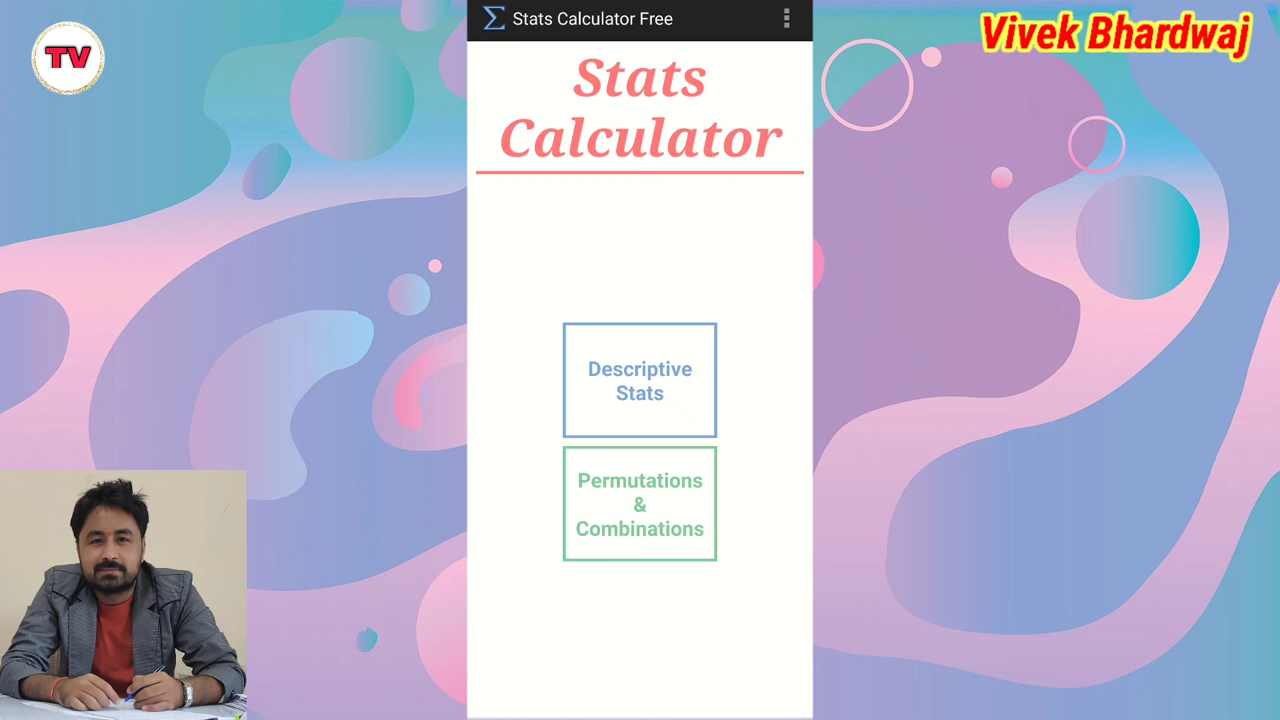 TV
Stats Calculator Free
Vivek Bhardwaj
Stats
Calculator
Descriptive
Stats
Permutations
&
Combinations